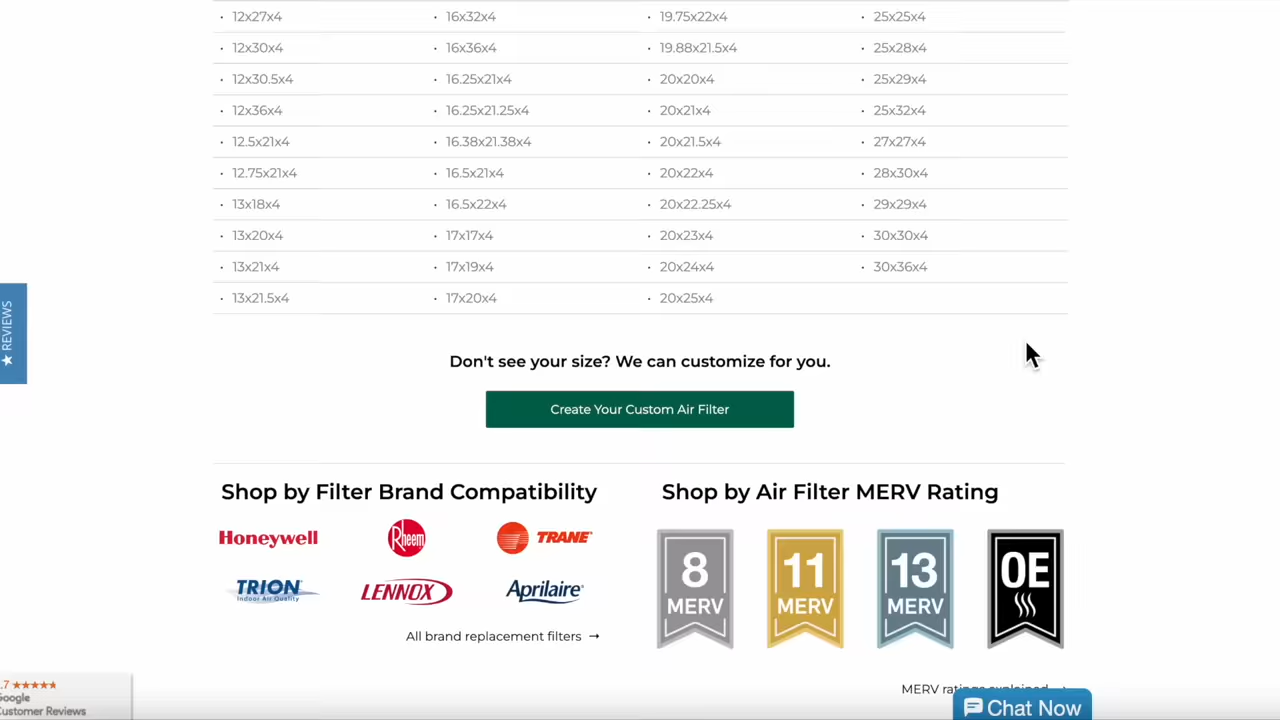 · 12x27x4 · 16x32x4 · 19.75x22x4 · 25x25x4
· 12x30x4 · 16x36x4 · 19.88x21.5x4 · 25x28x4
· 12x30.5x4 · 16.25x21x4 · 20x20x4 · 25x29x4
· 12x36x4 · 16.25x21.25x4 · 20x21x4 · 25x32x4
· 12.5x21x4 · 16.38x21.38x4 · 20x21.5x4 · 27x27x4
· 12.75x21x4 · 16.5x21x4 · 20x22x4 · 28x30x4
· 13x18x4 · 16.5x22x4 · 20x22.25x4 · 29x29x4
· 13x20x4 · 17x17x4 · 20x23x4 · 30x30x4
· 13x21x4 · 17x19x4 · 20x24x4 · 30x36x4
· 13x21.5x4 · 17x20x4 · 20x25x4
★ REVIEWS
Don't see your size? We can customize for you.
Create Your Custom Air Filter
Shop by Filter Brand Compatibility
Honeywell Rheem TRANE
TRION LENNOX Aprilaire
Indoor Air Quality
All brand replacement filters →
Shop by Air Filter MERV Rating
8 11 13 OE
MERV MERV MERV
MERV ratings explained
.7 ★★★★★
Google
Customer Reviews
Chat Now